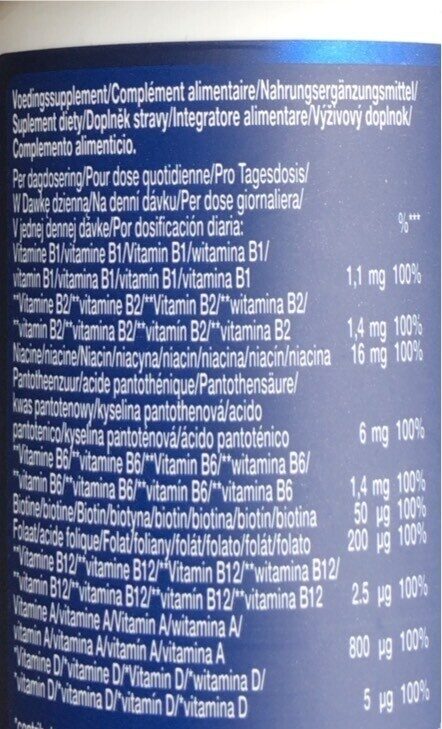 Voedingssupplement/Complément alimentaire/Nahrungsergänzungsmittel/
Suplement diety/Doplněk stravy/Integratore alimentare/Výživový doplnok/
Complemento alimenticio.
Per dagdosering/Pour dose quotidienne/Pro Tagesdosis/
W Dawkę dzienna/Na denní dávku/Per dose giornaliera/
V jednej dennej dávke/Por dosificación diaria: %***
Vitamine B1/vitamine B1/Vitamin B1/witamina B1/
vitamin B1/vitamina B1/vitamín B1/vitamina B1 1,1 mg 100%
**Vitamine B2/**vitamine B2/**Vitamin B2/**witamina B2/
**vitamin B2/**vitamina B2/**vitamín B2/**vitamina B2 1,4 mg 100%
Niacine/niacine/Niacin/niacyna/niacin/niacina/niacín/niacina 16 mg 100%
Pantotheenzuur/acide pantothénique/Pantothensäure/
kwas pantotenowy/kyselina pantothenová/acido
pantotenico/kyselina panténová/ácido pantoténico 6 mg 100%
**Vitamine B6/**vitamine B6/**Vitamin B6/**witamina B6/
**vitamin B6/**vitamina B6/**vitamín B6/**vitamina B6 1,4 mg 100%
Biotine/biotine/Biotin/biotyna/biotin/biotina/biotín/biotina 50 µg 100%
Folaat/acide folique/Folat/foliany/folát/folato/folát/folato 200 µg 100%
**Vitamine B12/**vitamine B12/**Vitamin B12/**witamina B12/
**vitamin B12/**vitamina B12/**vitamín B12/**vitamina B12 2.5 µg 100%
Vitamine A/vitamine A/Vitamin A/witamina A/
vitamin A/vitamina A/vitamín A/vitamina A 800 µg 100%
*Vitamine D/*vitamine D/*Vitamin D/*witamina D/
*vitamin D/*vitamina D/*vitamín D/*vitamina D 5 µg 100%